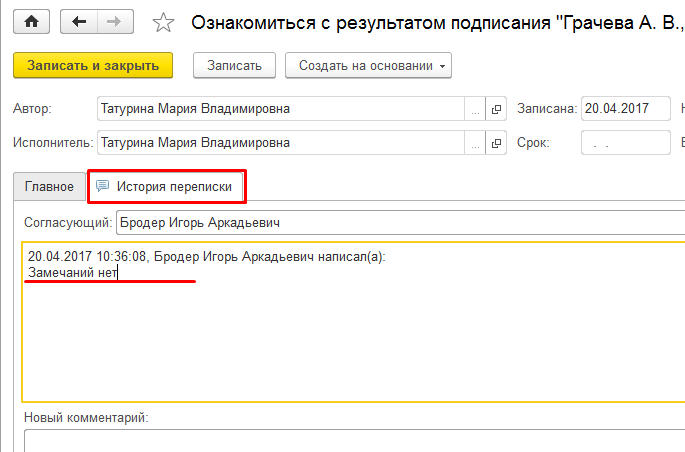 Ознакомиться с результатом подписания "Грачева А. В.,
Записать и закрыть Записать Создать на основании
Автор: Татурина Мария Владимировна ... Записана: 20.04.2017
Исполнитель: Татурина Мария Владимировна ... Срок: . .
Главное История переписки
Согласующий: Бродер Игорь Аркадьевич
20.04.2017 10:36:08, Бродер Игорь Аркадьевич написал(а):
Замечаний нет
Новый комментарий: